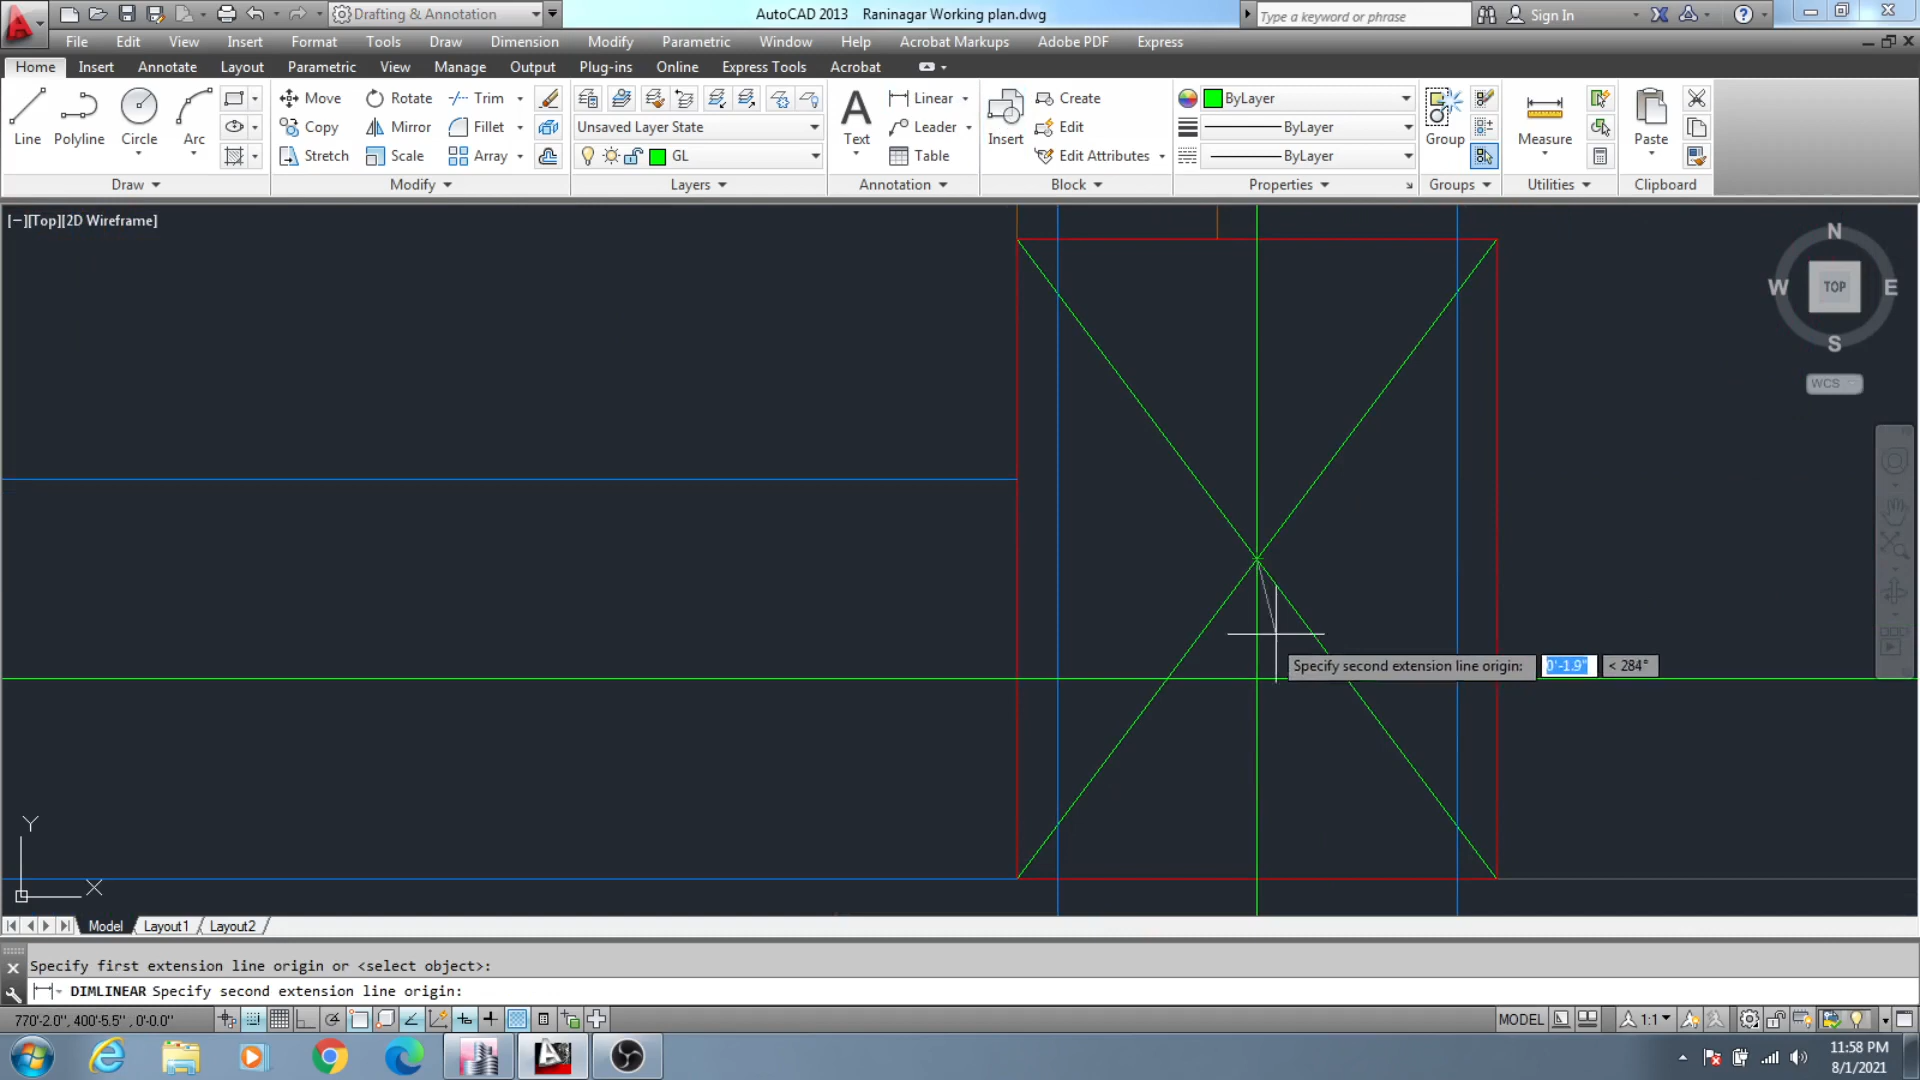 Drafting & Annotation
AutoCAD 2013 Raninagar Working plan.dwg
Type a keyword or phrase
Sign In
File Edit View Insert Format Tools Draw Dimension Modify Parametric Window Help Acrobat Markups Adobe PDF Express
Home Insert Annotate Layout Parametric View Manage Output Plug-ins Online Express Tools Acrobat
Line
Polyline
Circle
Arc
Draw
Move
Rotate
Trim
Copy
Mirror
Fillet
Stretch
Scale
Array
Modify
Unsaved Layer State
GL
Layers
A
Text
Linear
Leader
Table
Annotation
Insert
Create
Edit
Edit Attributes
Block
ByLayer
ByLayer
ByLayer
Properties
Group
Groups
Measure
Utilities
Paste
Clipboard
[−][Top][2D Wireframe]
N
W
TOP
E
S
WCS
Specify second extension line origin: 0'-1.9" < 284°
Y
X
Model Layout1 Layout2
Specify first extension line origin or <select object>:
DIMLINEAR Specify second extension line origin:
770'-2.0", 400'-5.5" , 0'-0.0"
MODEL
1:1
11:58 PM
8/1/2021